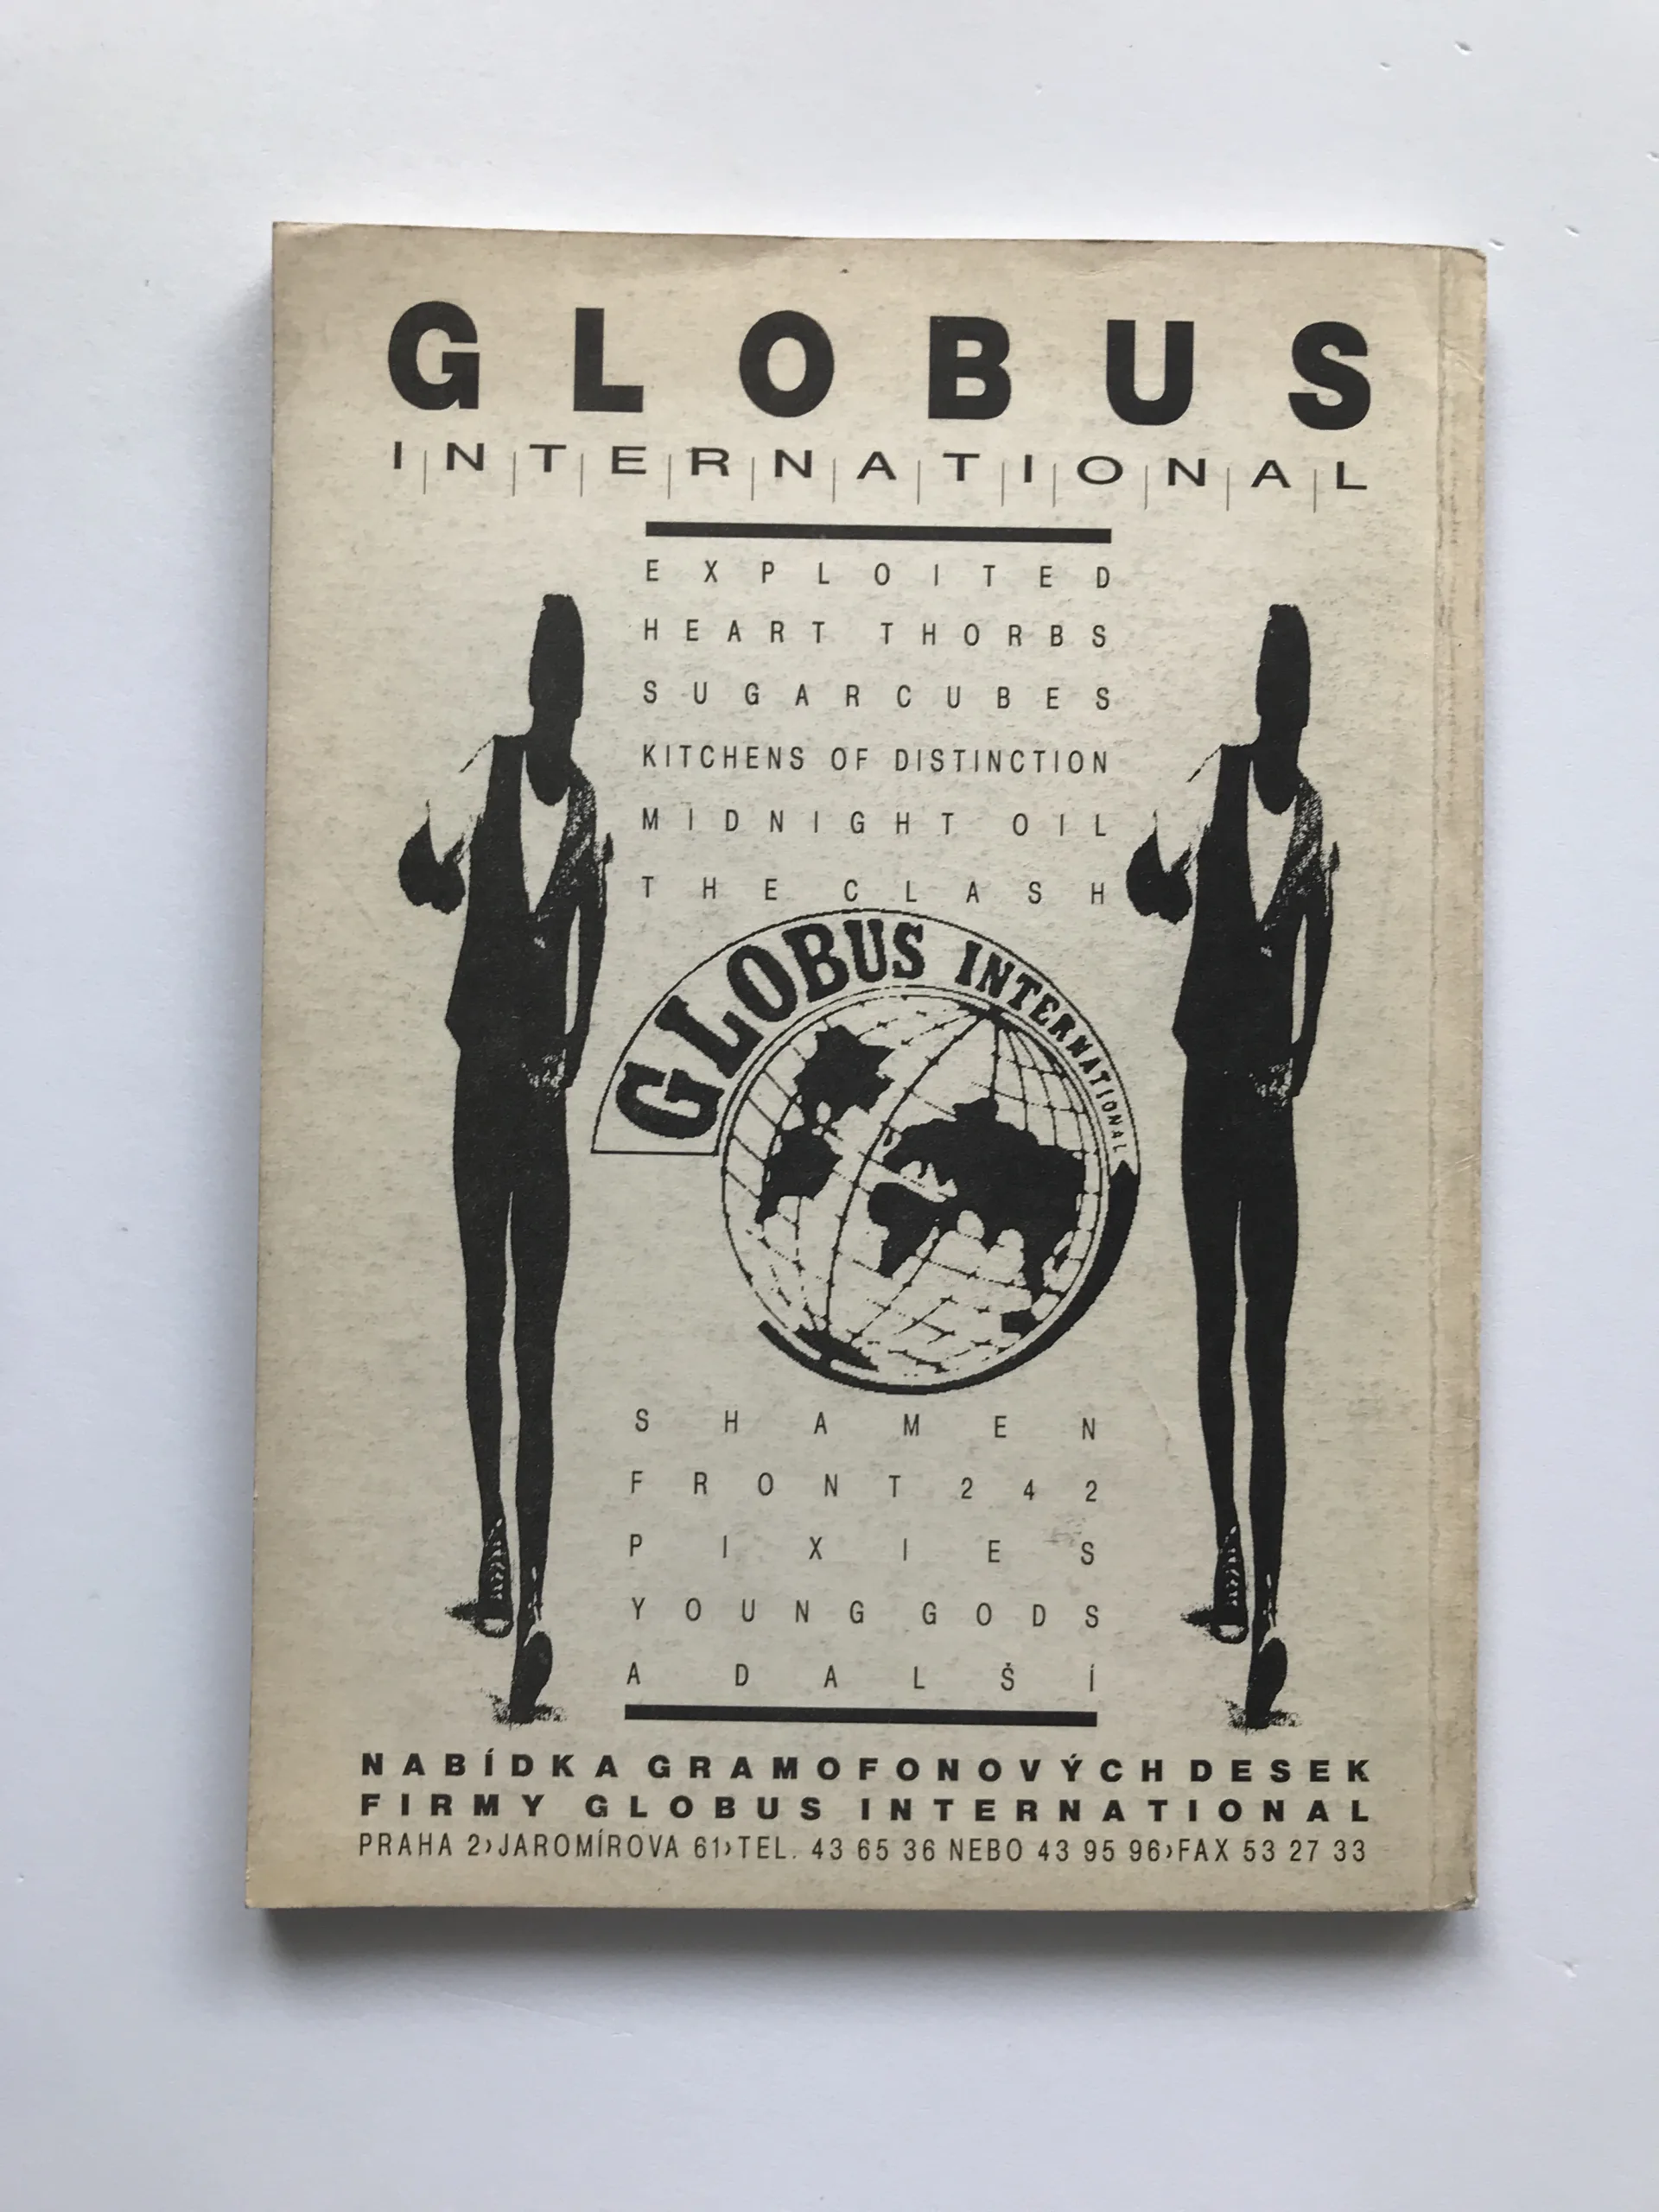 GLOBUS
INTERNATIONAL
EXPLOITED
HEART THORBS
SUGARCUBES
KITCHENS OF DISTINCTION
MIDNIGHT OIL
THE CLASH
GLOBUS INTERNATIONAL
SHAMEN
FRONT 242
PIXIES
YOUNG GODS
A DALŠÍ
NABÍDKA GRAMOFONOVÝCH DESEK
FIRMY GLOBUS INTERNATIONAL
PRAHA 2›JAROMÍROVA 61›TEL. 43 65 36 NEBO 43 95 96›FAX 53 27 33